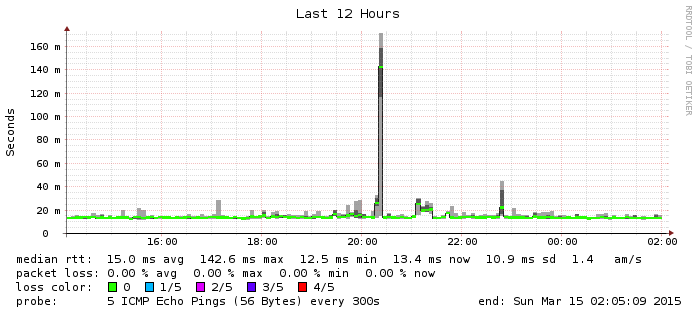 Last 12 Hours
RRDTOOL / TOBI OETIKER
Seconds
160 m
140 m
120 m
100 m
80 m
60 m
40 m
20 m
0
16:00 18:00 20:00 22:00 00:00 02:00
median rtt: 15.0 ms avg 142.6 ms max 12.5 ms min 13.4 ms now 10.9 ms sd 1.4 am/s
packet loss: 0.00 % avg 0.00 % max 0.00 % min 0.00 % now
loss color: 0 1/5 2/5 3/5 4/5
probe: 5 ICMP Echo Pings (56 Bytes) every 300s end: Sun Mar 15 02:05:09 2015